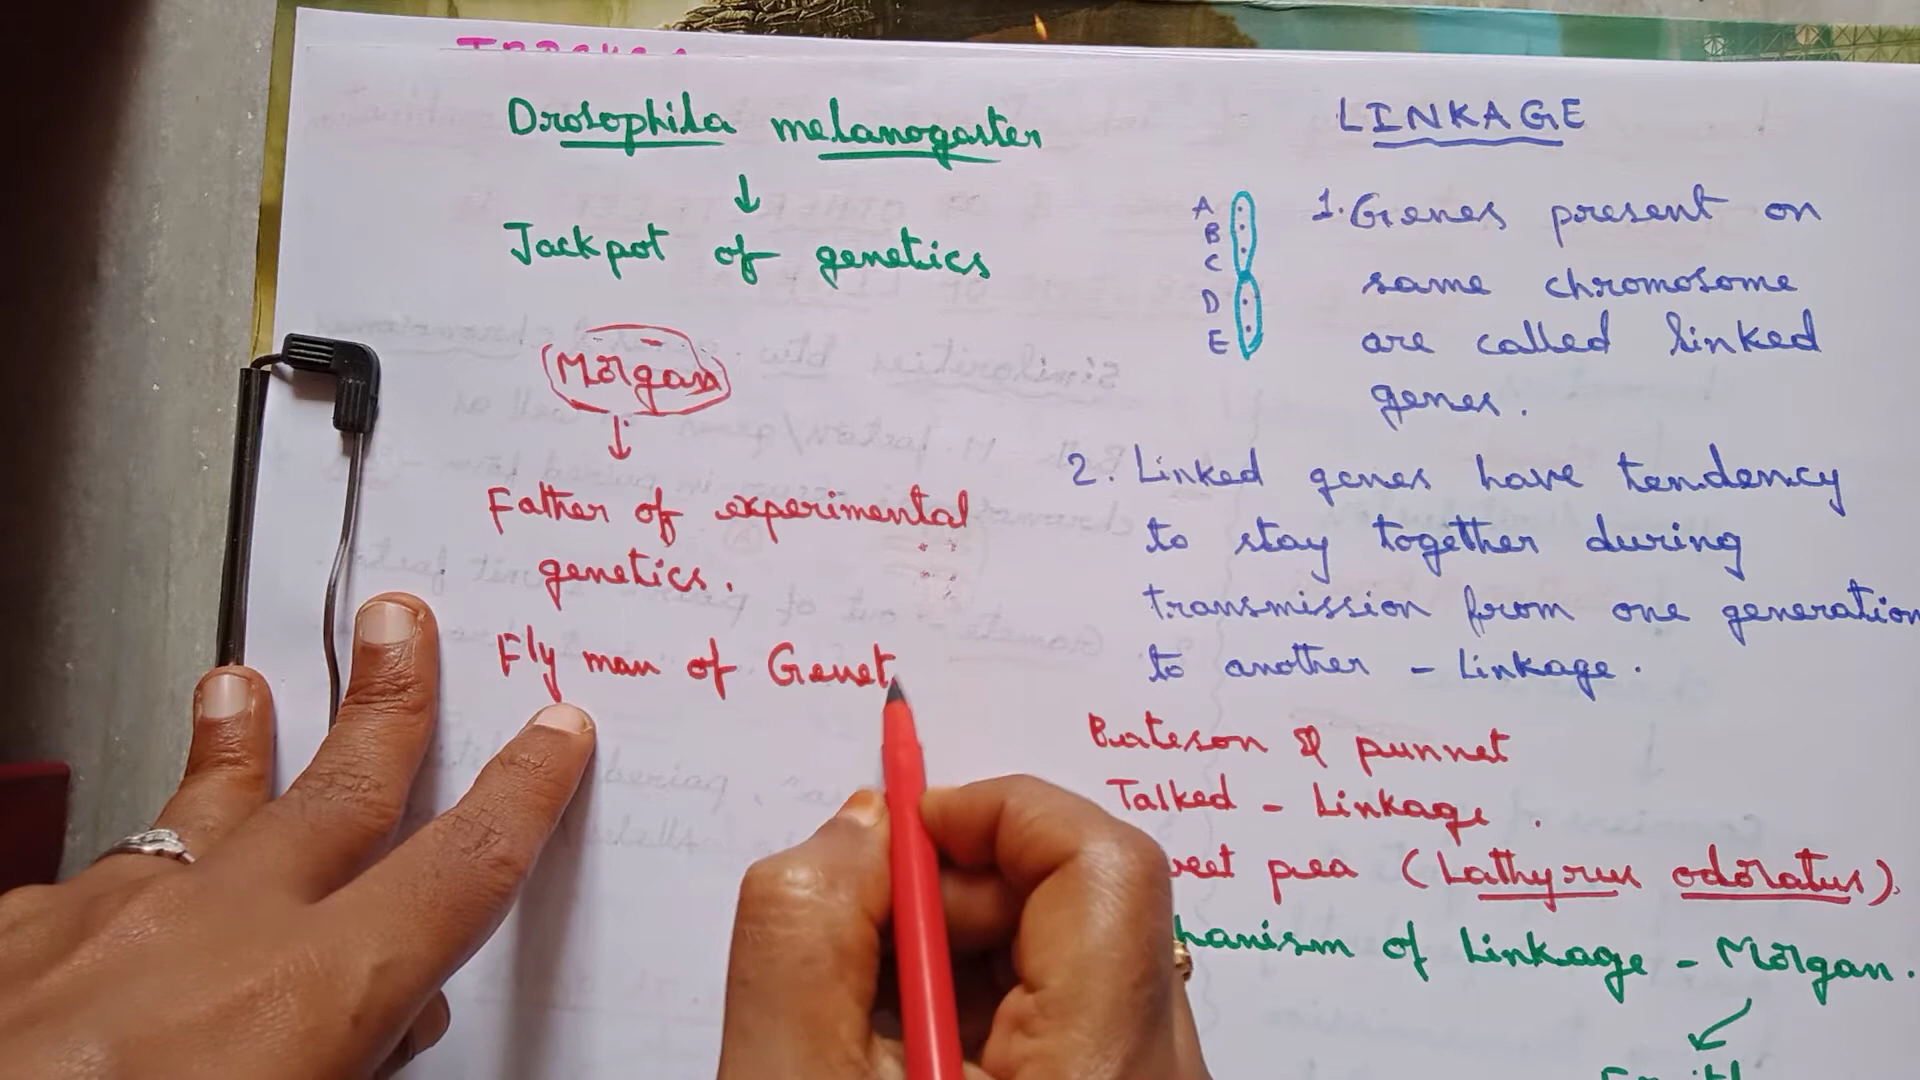 Drosophila melanogaster
↓
Jackpot of genetics
Morgan
↓
Father of experimental
genetics.
Fly man of Genet
LINKAGE
A
B
C
D
E
1. Genes present on
same chromosome
are called linked
genes.
2. Linked genes have tendency
to stay together during
transmission from one generation
to another - Linkage.
Bateson & punnet
Talked - Linkage.
pea (Lathyrus odoratus).
of Linkage - Morgan.